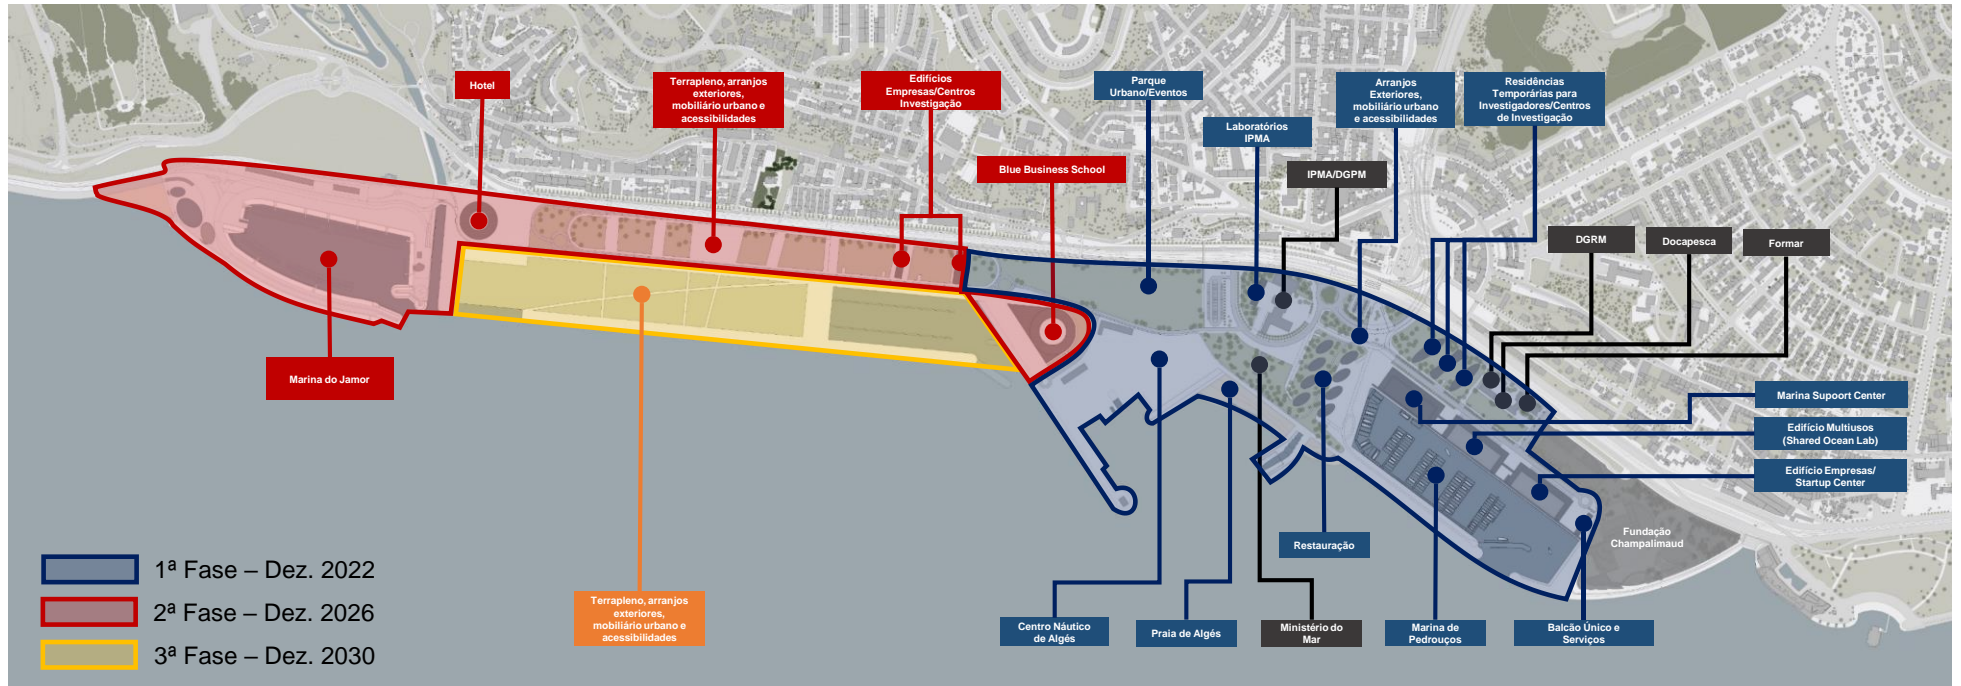 Hotel
Terrapleno, arranjos
exteriores,
mobiliário urbano e
acessibilidades
Edifícios
Empresas/Centros
Investigação
Parque
Urbano/Eventos
Arranjos
Exteriores,
mobiliário urbano
e acessibilidades
Residências
Temporárias para
Investigadores/Centros
de Investigação
Laboratórios
IPMA
Blue Business School
IPMA/DGPM
DGRM
Docapesca
Formar
Marina do Jamor
Marina Supoort Center
Edifício Multiusos
(Shared Ocean Lab)
Edifício Empresas/
Startup Center
Fundação
Champalimaud
Restauração
Terrapleno, arranjos
exteriores,
mobiliário urbano e
acessibilidades
Centro Náutico
de Algés
Praia de Algés
Ministério do
Mar
Marina de
Pedrouços
Balcão Único e
Serviços
1ª Fase – Dez. 2022
2ª Fase – Dez. 2026
3ª Fase – Dez. 2030